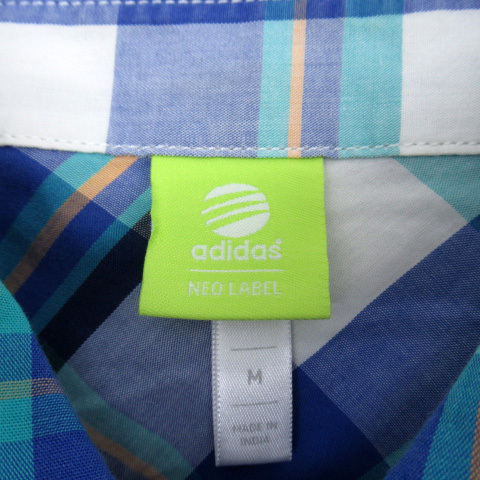 adidas
NEO LABEL
M
MADE IN
INDIA